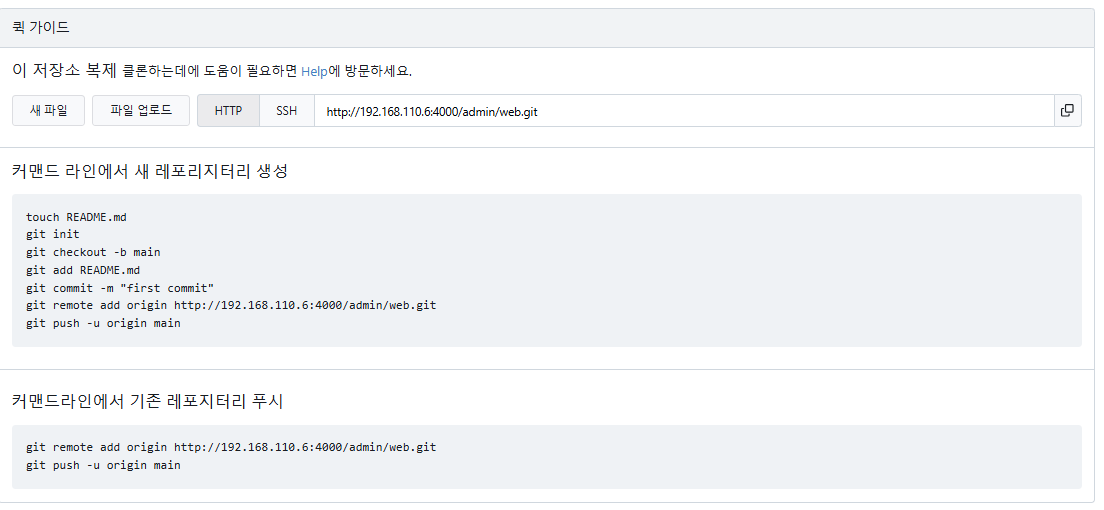 퀵 가이드
이 저장소 복제 클론하는데에 도움이 필요하면 Help에 방문하세요.
새 파일 파일 업로드 HTTP SSH http://192.168.110.6:4000/admin/web.git
커맨드 라인에서 새 레포리지터리 생성
touch README.md
git init
git checkout -b main
git add README.md
git commit -m "first commit"
git remote add origin http://192.168.110.6:4000/admin/web.git
git push -u origin main
커맨드라인에서 기존 레포지터리 푸시
git remote add origin http://192.168.110.6:4000/admin/web.git
git push -u origin main